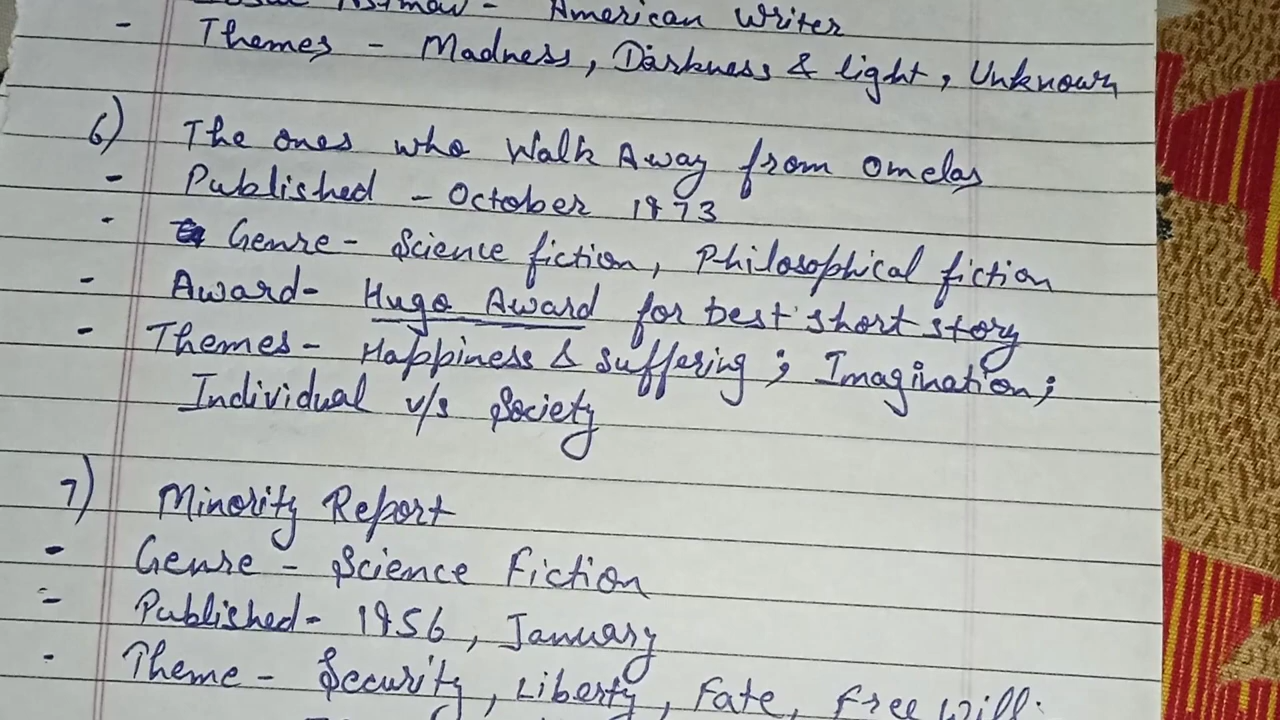 Asimov - American Writer
- Themes - Madness, Darkness & light, Unknown
6) The ones who Walk Away from Omelas
- Published - October 1973
- Genre - Science fiction, Philosophical fiction
- Award - Hugo Award for best short story
- Themes - Happiness & suffering ; Imagination ;
Individual v/s Society
7) Minority Report
- Genre - Science Fiction
- Published - 1956, January
- Theme - Security, Liberty, Fate, Free Will.